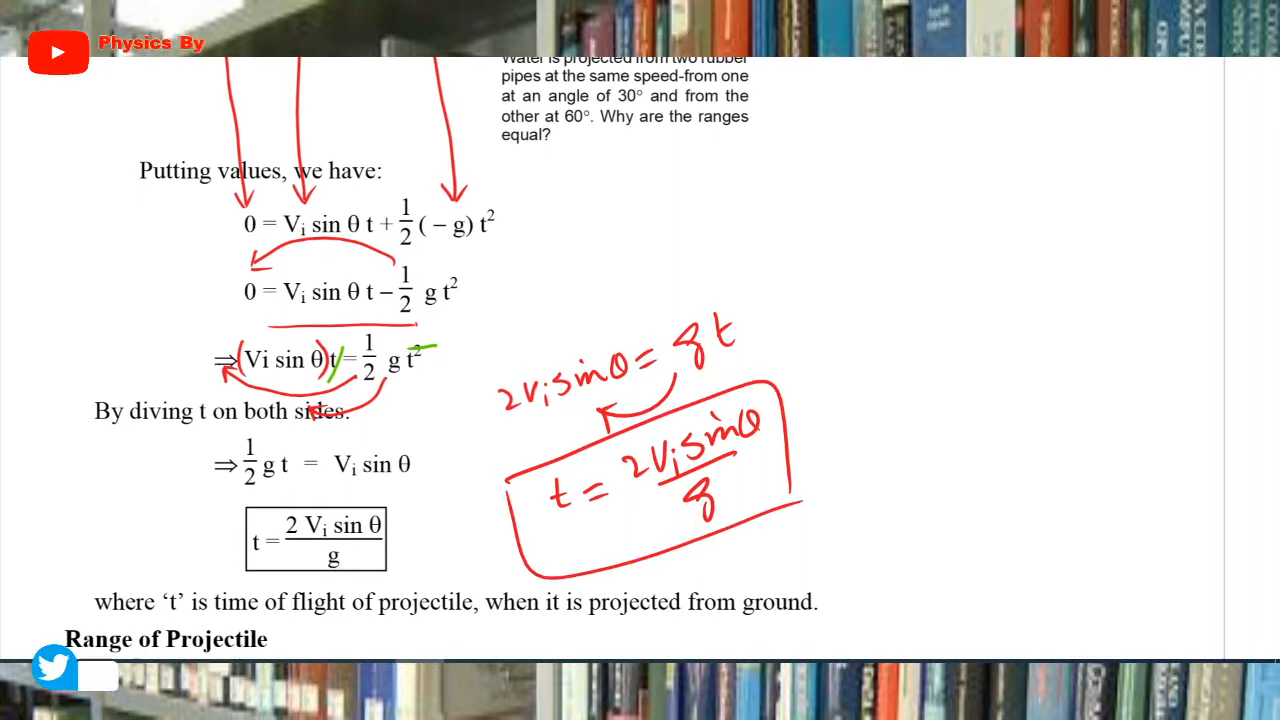 Physics By
Water is projected from two rubber
pipes at the same speed-from one
at an angle of 30° and from the
other at 60°. Why are the ranges
equal?
Putting values, we have:
0 = Vᵢ sin θ t + 1/2 ( − g) t²
0 = Vᵢ sin θ t − 1/2 g t²
⇒ (Vi sin θ) t = 1/2 g t²
2Vᵢ sinθ = g t
By diving t on both sides.
⇒ 1/2 g t = Vᵢ sin θ
t = 2Vᵢ sinθ / g
t = 2 Vᵢ sin θ / g
where ‘t’ is time of flight of projectile, when it is projected from ground.
Range of Projectile